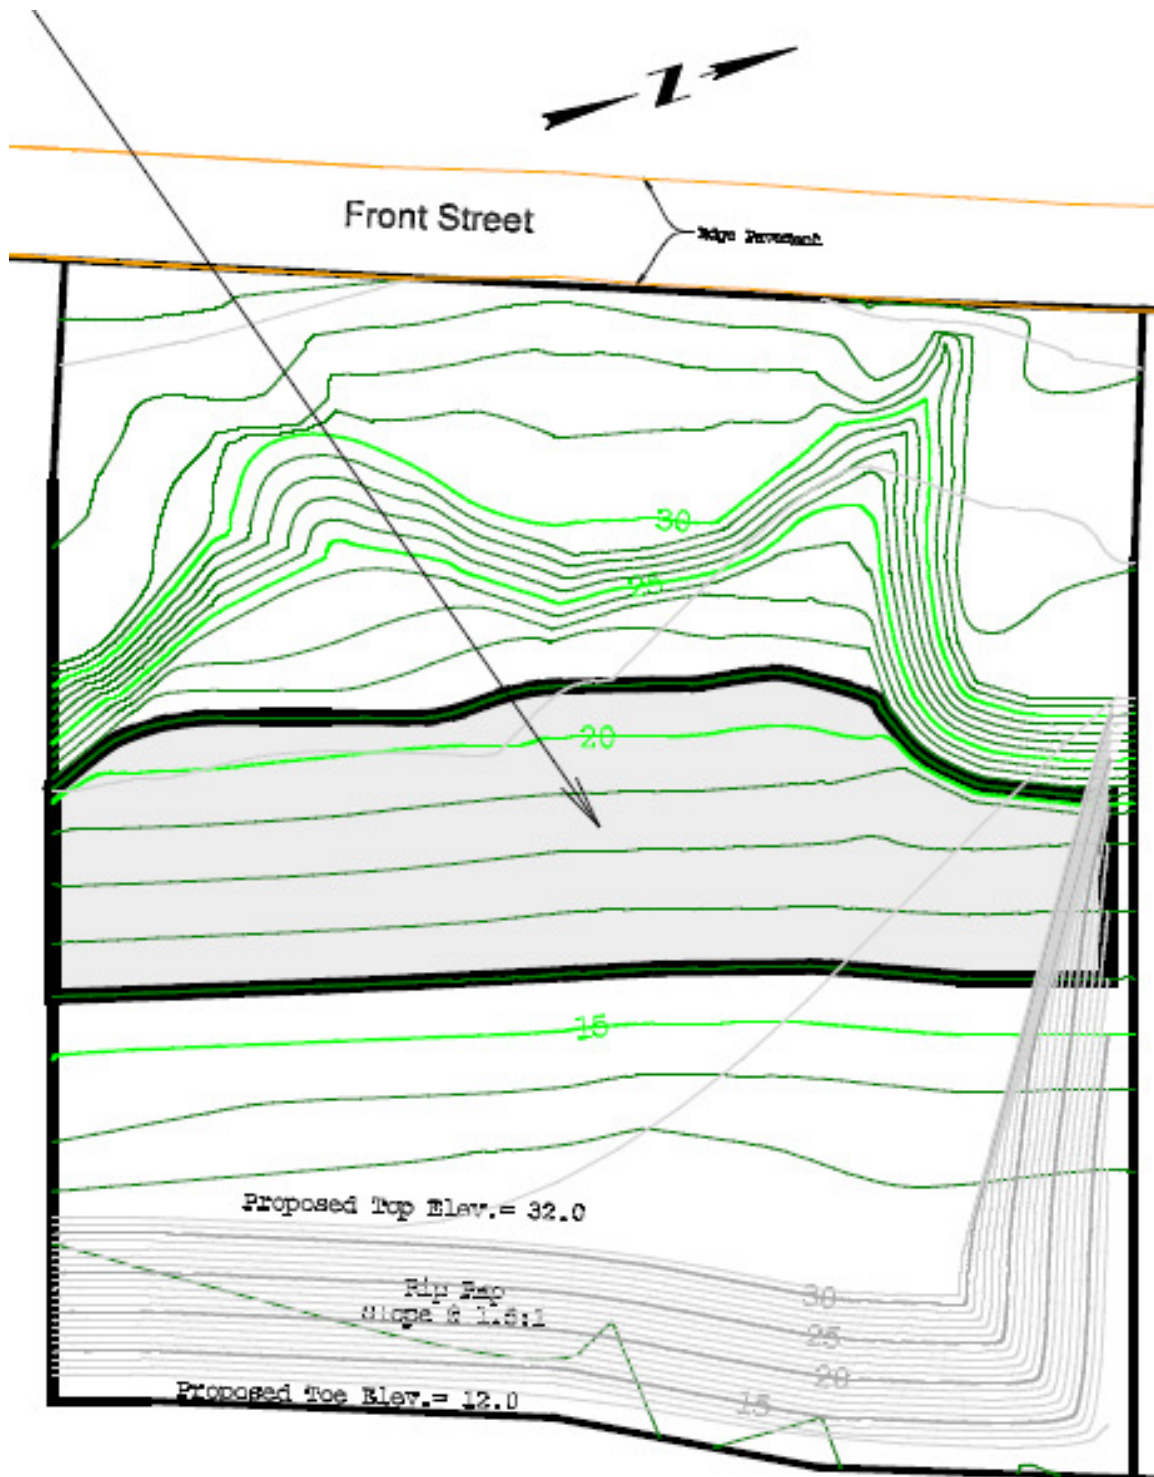 N
Front Street
Edge Pavement
30
25
20
15
Proposed Top Elev.= 32.0
Rip Rap
Slope @ 1.5:1
30
25
20
15
Proposed Toe Elev.= 12.0